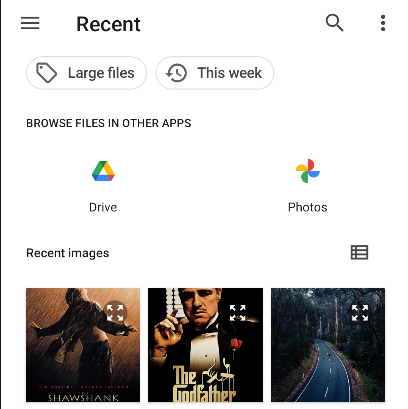 Recent
Large files
This week
BROWSE FILES IN OTHER APPS
Drive
Photos
Recent images
SHAWSHANK
The
Godfather